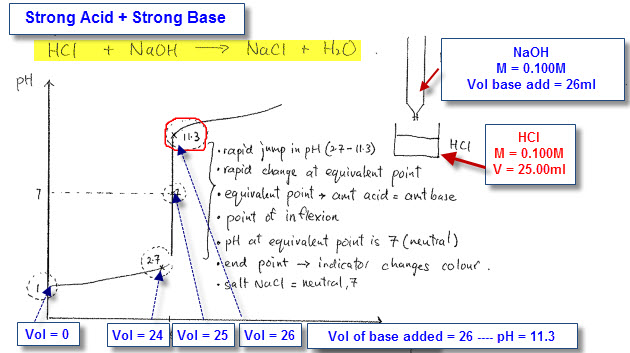 Strong Acid + Strong Base
HCl + NaOH → NaCl + H2O.
pH
11.3
7
7
2.7
1
• rapid jump in pH (2.7 - 11.3)
• rapid change at equivalent point
• equivalent point → amt acid = amt base
• point of inflexion
• pH at equivalent point is 7 (neutral)
• end point → indicator changes colour.
• salt NaCl = neutral, 7
NaOH
M = 0.100M
Vol base add = 26ml
HCl
HCl
M = 0.100M
V = 25.00ml
Vol = 0
Vol = 24
Vol = 25
Vol = 26
Vol of base added = 26 ---- pH = 11.3